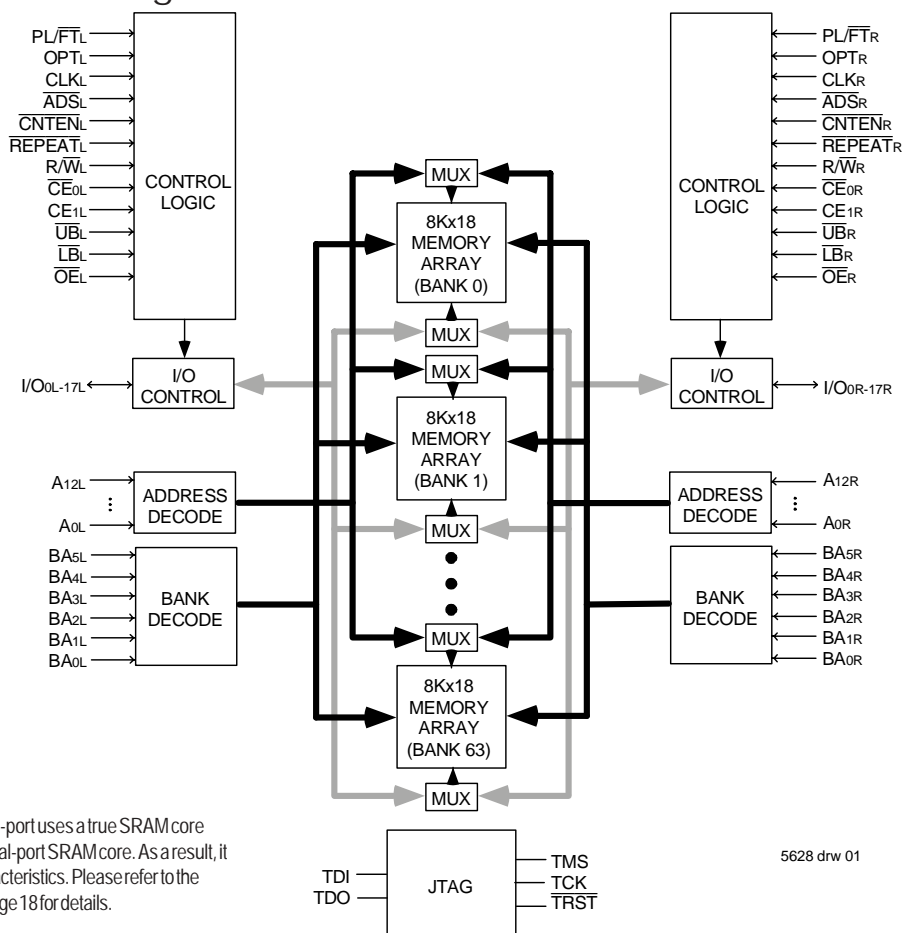 PL/FTL
OPTL
CLKL
ADSL
CNTENL
REPEATL
R/WL
CE0L
CE1L
UBL
LBL
OEL
CONTROL
LOGIC
PL/FTR
OPTR
CLKR
ADSR
CNTENR
REPEATR
R/WR
CE0R
CE1R
UBR
LBR
OER
CONTROL
LOGIC
MUX
8Kx18
MEMORY
ARRAY
(BANK 0)
MUX
I/O0L-17L
I/O
CONTROL
MUX
I/O
CONTROL
I/O0R-17R
8Kx18
MEMORY
ARRAY
(BANK 1)
A12L
A0L
ADDRESS
DECODE
MUX
ADDRESS
DECODE
A12R
A0R
BA5L
BA4L
BA3L
BA2L
BA1L
BA0L
BANK
DECODE
BANK
DECODE
BA5R
BA4R
BA3R
BA2R
BA1R
BA0R
MUX
8Kx18
MEMORY
ARRAY
(BANK 63)
MUX
-port uses a true SRAM core
al-port SRAM core. As a result, it
acteristics. Please refer to the
ge 18 for details.
TDI
TDO
JTAG
TMS
TCK
TRST
5628 drw 01